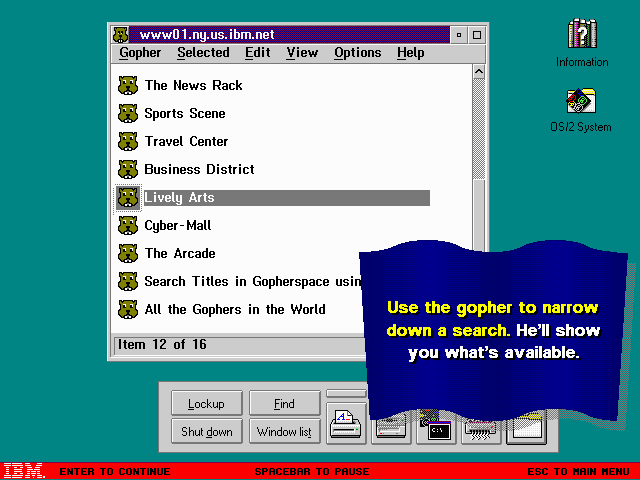 www01.ny.us.ibm.net
Gopher Selected Edit View Options Help
The News Rack
Sports Scene
Travel Center
Business District
Lively Arts
Cyber-Mall
The Arcade
Search Titles in Gopherspace usin
All the Gophers in the World
Item 12 of 16
Information
OS/2 System
Use the gopher to narrow
down a search. He'll show
you what's available.
Lockup Find
Shut down Window list
C:\
IBM. ENTER TO CONTINUE SPACEBAR TO PAUSE ESC TO MAIN MENU